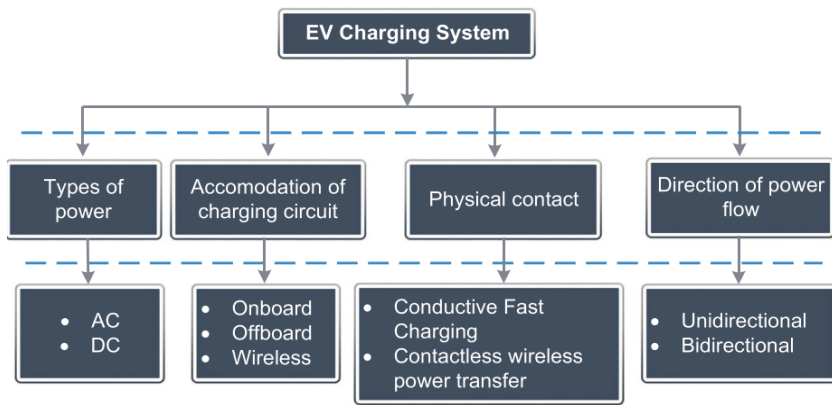 EV Charging System
Types of
power
Accomodation of
charging circuit
Physical contact
Direction of power
flow
• AC
• DC
• Onboard
• Offboard
• Wireless
• Conductive Fast
Charging
• Contactless wireless
power transfer
• Unidirectional
• Bidirectional